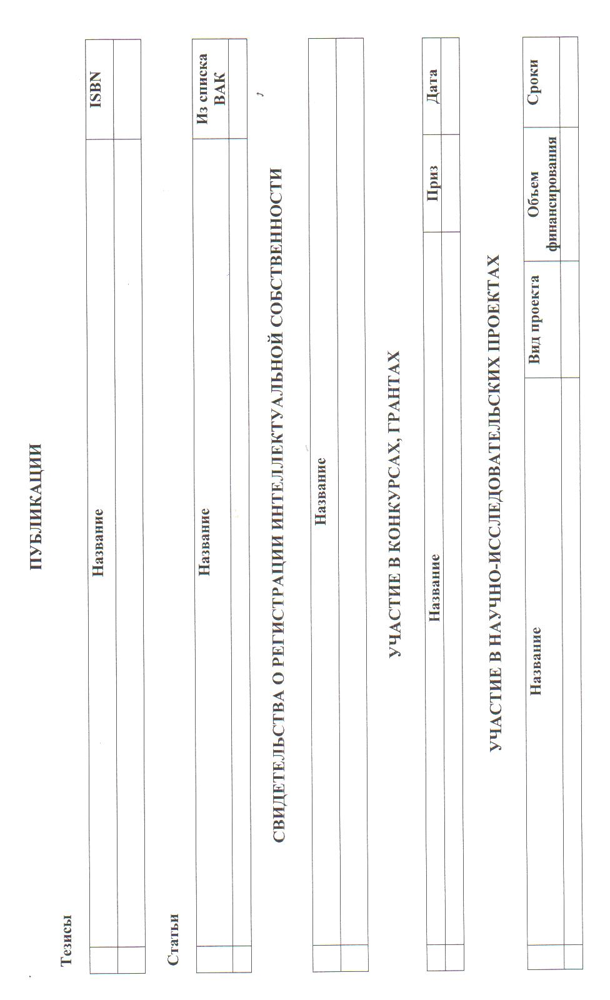 ПУБЛИКАЦИИ
Тезисы
Название ISBN
Статьи
Название Из списка
ВАК
СВИДЕТЕЛЬСТВА О РЕГИСТРАЦИИ ИНТЕЛЛЕКТУАЛЬНОЙ СОБСТВЕННОСТИ
Название
УЧАСТИЕ В КОНКУРСАХ, ГРАНТАХ
Название Приз Дата
УЧАСТИЕ В НАУЧНО-ИССЛЕДОВАТЕЛЬСКИХ ПРОЕКТАХ
Название Вид проекта Объем Сроки
финансирования